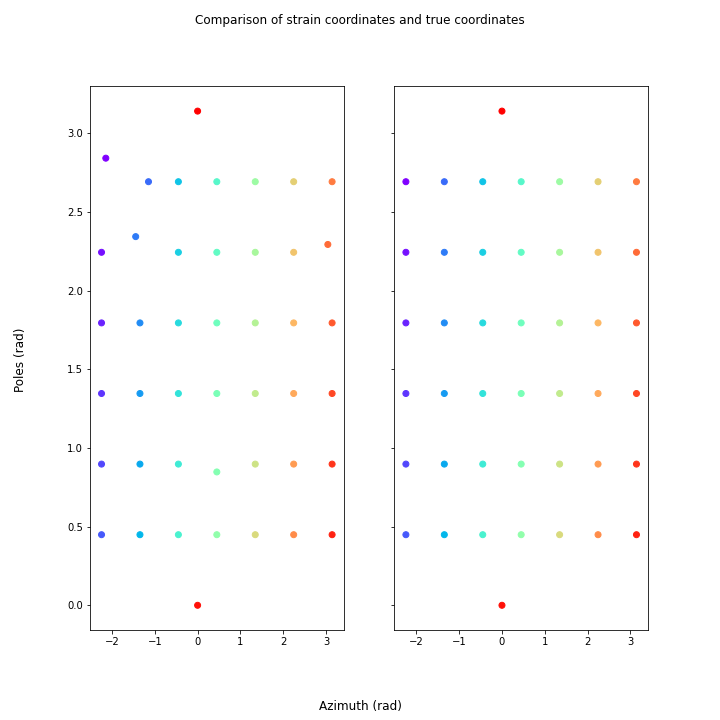 Comparison of strain coordinates and true coordinates
3.0
2.5
2.0
1.5
1.0
0.5
0.0
Poles (rad)
−2 −1 0 1 2 3
−2 −1 0 1 2 3
Azimuth (rad)